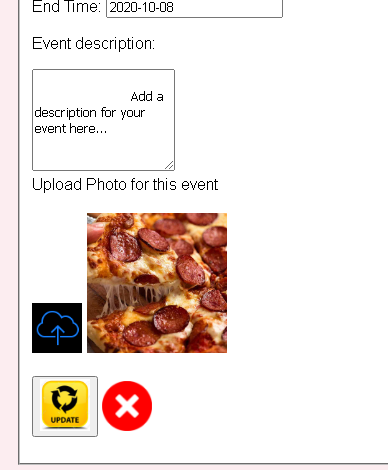 End Time: 2020-10-08
Event description:
Add a
description for your
event here...
Upload Photo for this event
UPDATE